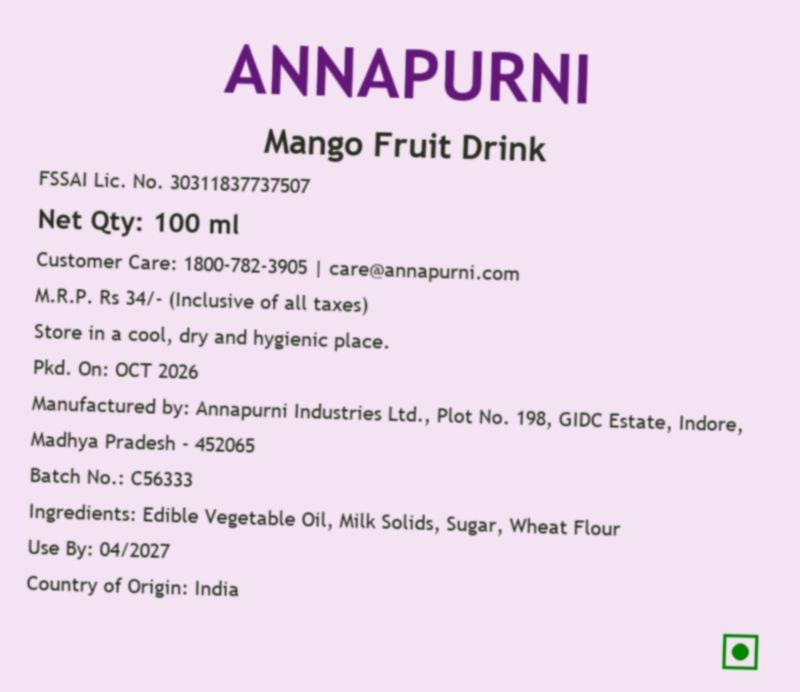 ANNAPURNI
Mango Fruit Drink
FSSAI Lic. No. 30311837737507
Net Qty: 100 ml
Customer Care: 1800-782-3905 | care@annapurni.com
M.R.P. Rs 34/- (Inclusive of all taxes)
Store in a cool, dry and hygienic place.
Pkd. On: OCT 2026
Manufactured by: Annapurni Industries Ltd., Plot No. 198, GIDC Estate, Indore,
Madhya Pradesh - 452065
Batch No.: C56333
Ingredients: Edible Vegetable Oil, Milk Solids, Sugar, Wheat Flour
Use By: 04/2027
Country of Origin: India